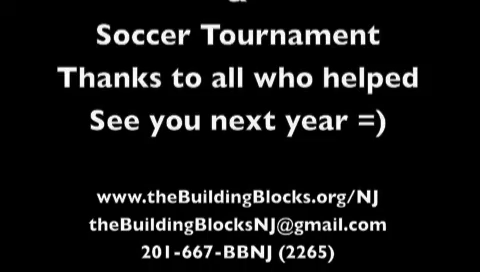 Soccer Tournament
Thanks to all who helped
See you next year =)
www.theBuildingBlocks.org/NJ
theBuildingBlocksNJ@gmail.com
201-667-BBNJ (2265)